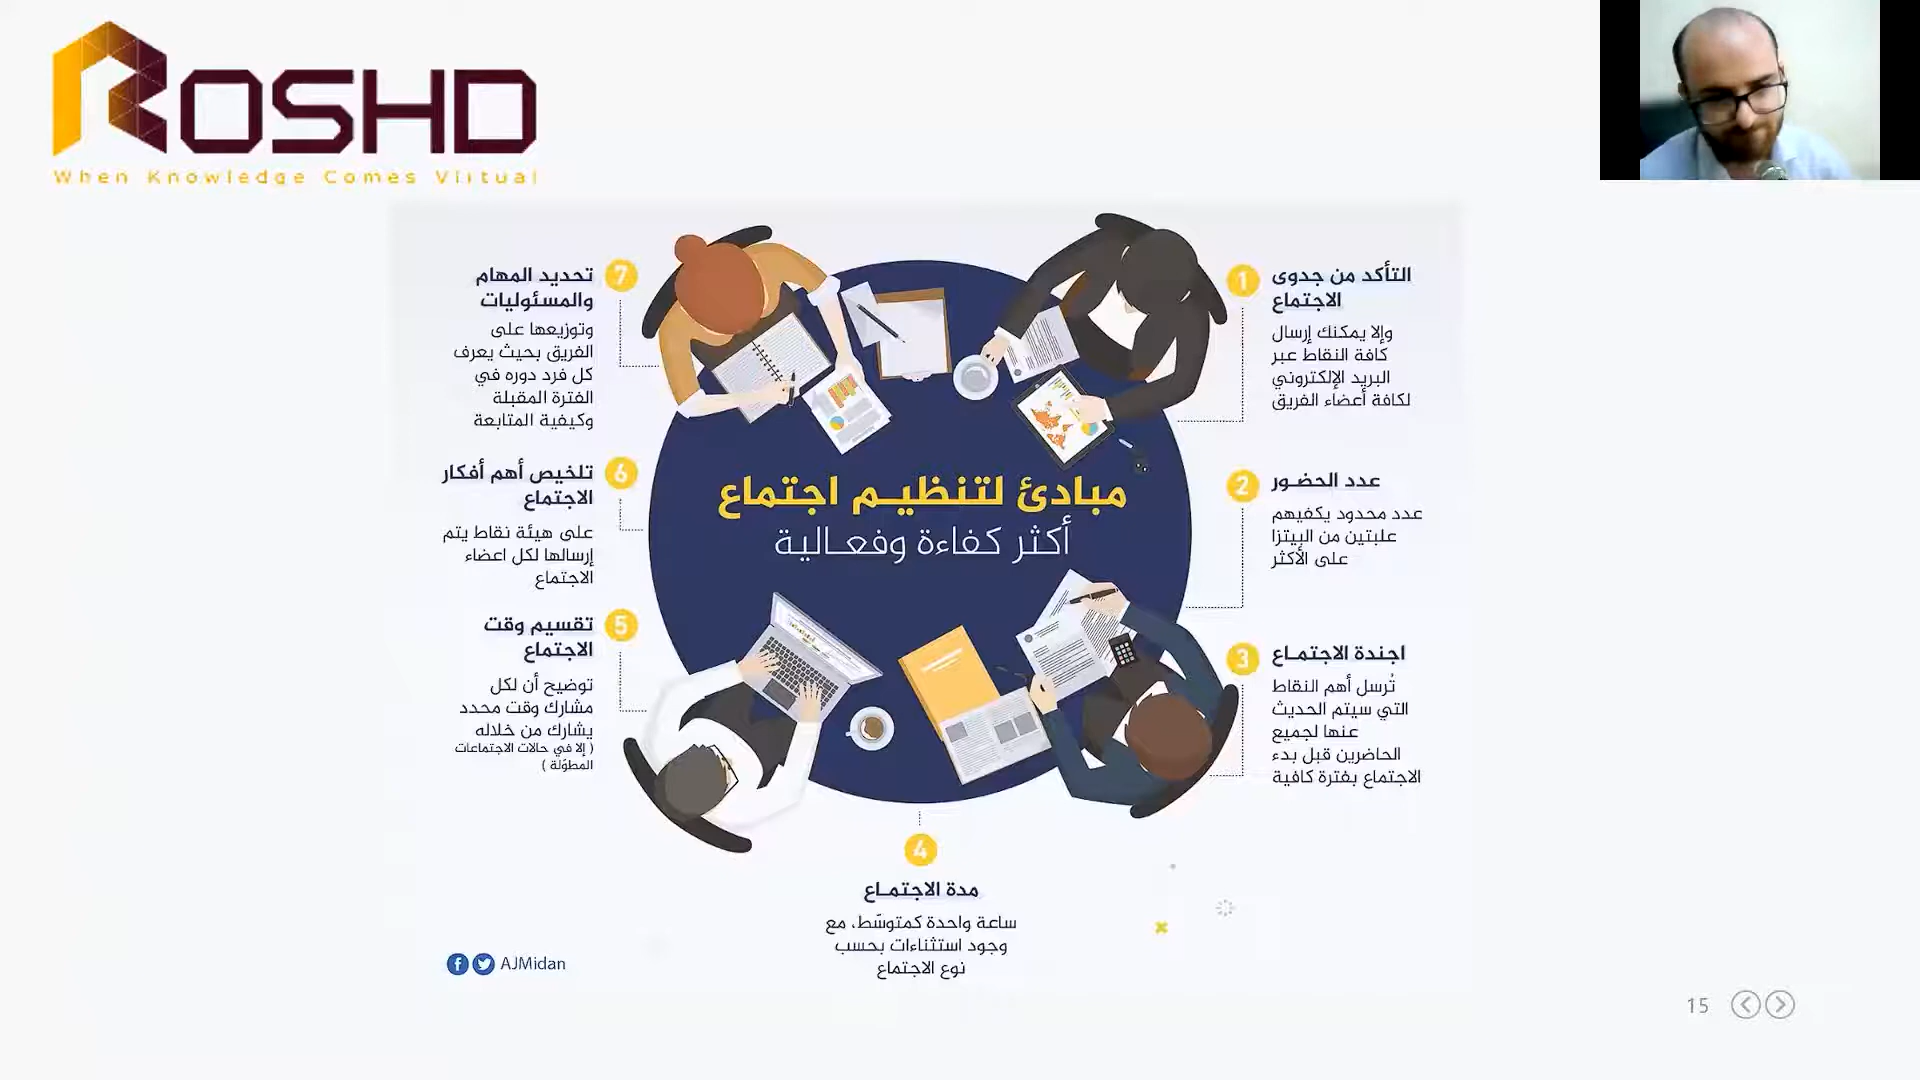 ROSHD
When Knowledge Comes Virtual
مبادئ لتنظيم اجتماع
أكثر كفاءة وفعالية
1
التأكد من جدوى
الاجتماع
وإلا يمكنك إرسال
كافة النقاط عبر
البريد الإلكتروني
لكافة أعضاء الفريق
2
عدد الحضور
عدد محدود يكفيهم
علبتين من البيتزا
على الأكثر
3
اجندة الاجتماع
تُرسل أهم النقاط
التي سيتم الحديث
عنها لجميع
الحاضرين قبل بدء
الاجتماع بفترة كافية
4
مدة الاجتماع
ساعة واحدة كمتوسّط، مع
وجود استثناءات بحسب
نوع الاجتماع
5
تقسيم وقت
الاجتماع
توضيح أن لكل
مشارك وقت محدد
يشارك من خلاله
( إلا في حالات الاجتماعات
المطوّلة )
6
تلخيص أهم أفكار
الاجتماع
على هيئة نقاط يتم
إرسالها لكل اعضاء
الاجتماع
7
تحديد المهام
والمسئوليات
وتوزيعها على
الفريق بحيث يعرف
كل فرد دوره في
الفترة المقبلة
وكيفية المتابعة
AJMidan
15